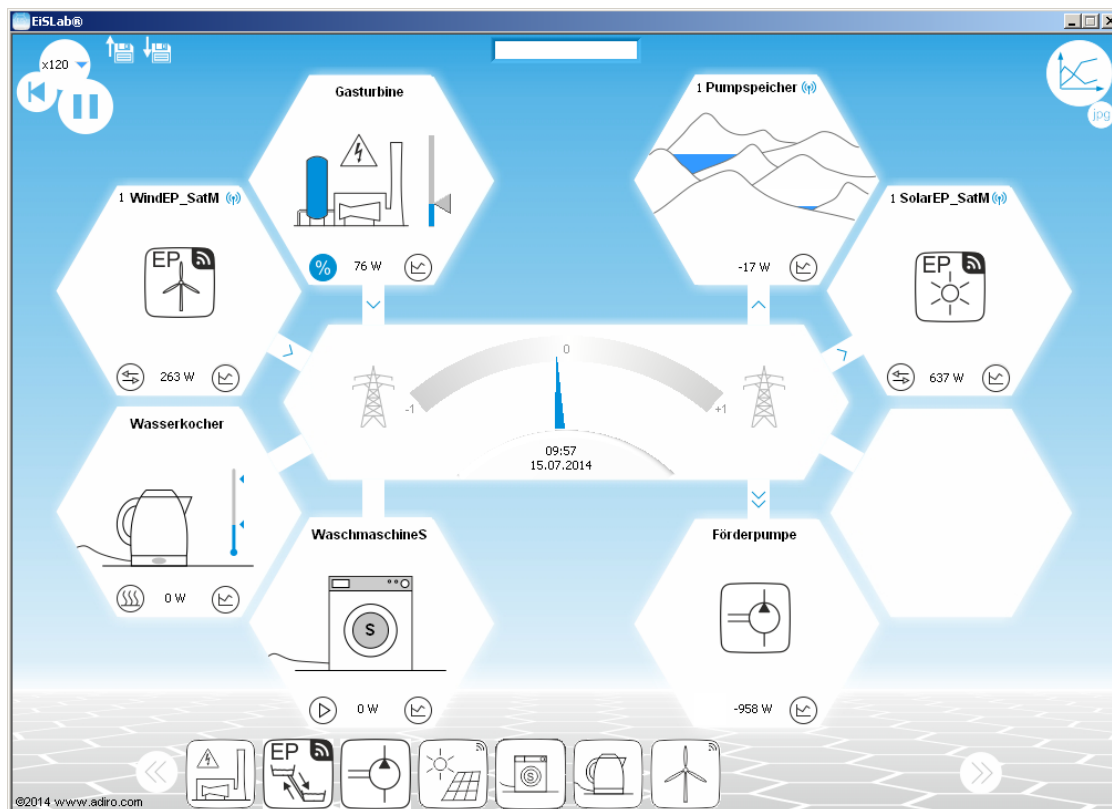 EiSLab®
x120
jpg
Gasturbine
76 W
%
1 Pumpspeicher
-17 W
1 WindEP_SatM
EP
263 W
1 SolarEP_SatM
EP
637 W
-1
0
+1
09:57
15.07.2014
Wasserkocher
0 W
WaschmaschineS
S
0 W
Förderpumpe
-958 W
EP
S
©2014 www.adiro.com